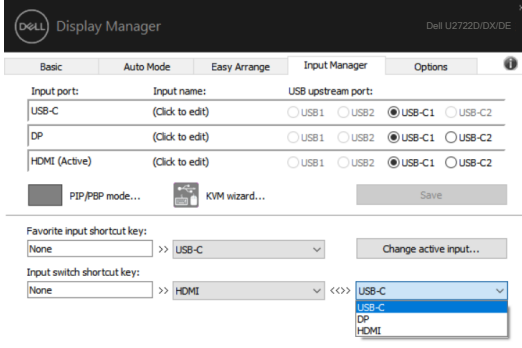 DELL Display Manager Dell U2722D/DX/DE
Basic Auto Mode Easy Arrange Input Manager Options
Input port: Input name: USB upstream port:
USB-C (Click to edit) USB1 USB2 USB-C1 USB-C2
DP (Click to edit) USB1 USB2 USB-C1 USB-C2
HDMI (Active) (Click to edit) USB1 USB2 USB-C1 USB-C2
PIP/PBP mode... KVM wizard... Save
Favorite input shortcut key:
None >> USB-C Change active input...
Input switch shortcut key:
None >> HDMI <<>> USB-C
USB-C
DP
HDMI